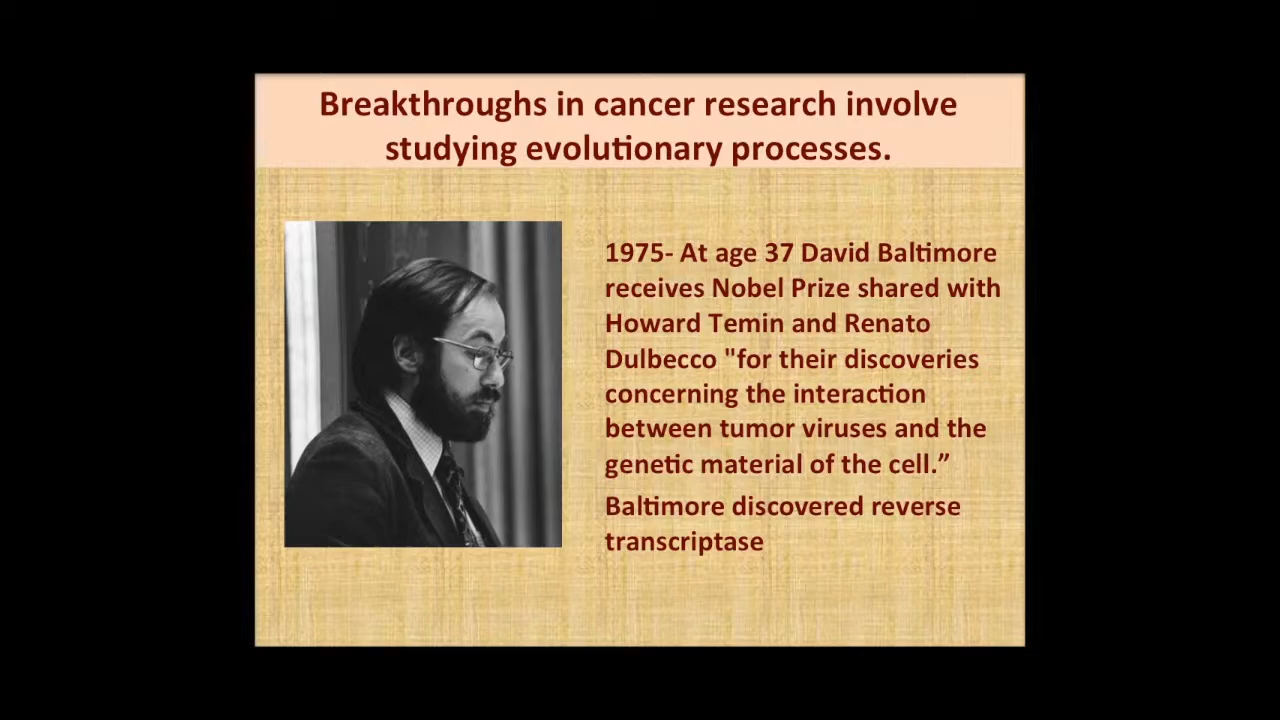 Breakthroughs in cancer research involve
studying evolutionary processes.
1975- At age 37 David Baltimore
receives Nobel Prize shared with
Howard Temin and Renato
Dulbecco "for their discoveries
concerning the interaction
between tumor viruses and the
genetic material of the cell.”
Baltimore discovered reverse
transcriptase